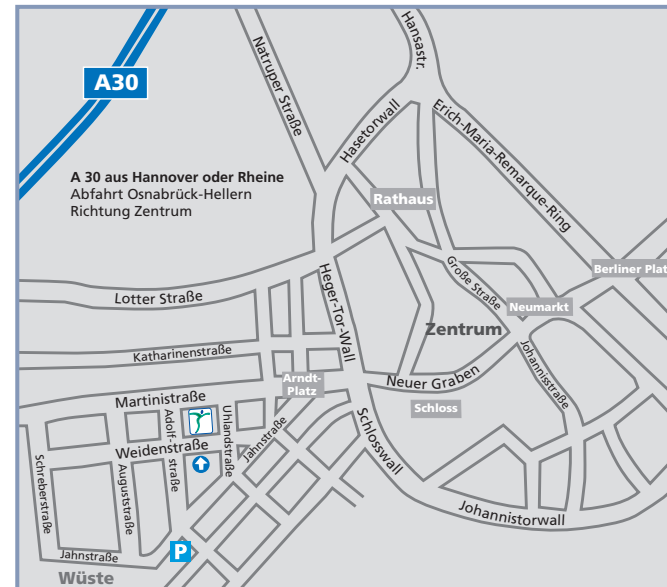 A30
A 30 aus Hannover oder Rheine
Abfahrt Osnabrück-Hellern
Richtung Zentrum
Natruper Straße
Hansastr.
Hasetorwall
Erich-Maria-Remarque-Ring
Rathaus
Berliner Plat
Große Straße
Neumarkt
Heger-Tor-Wall
Lotter Straße
Zentrum
Johannisstraße
Katharinenstraße
Arndt-
Platz
Neuer Graben
Schloss
Martinistraße
Adolf-
straße
Uhlandstraße
Jahnstraße
Schlosswall
Weidenstraße
Schreberstraße
Auguststraße
Johannistorwall
Jahnstraße
P
Wüste